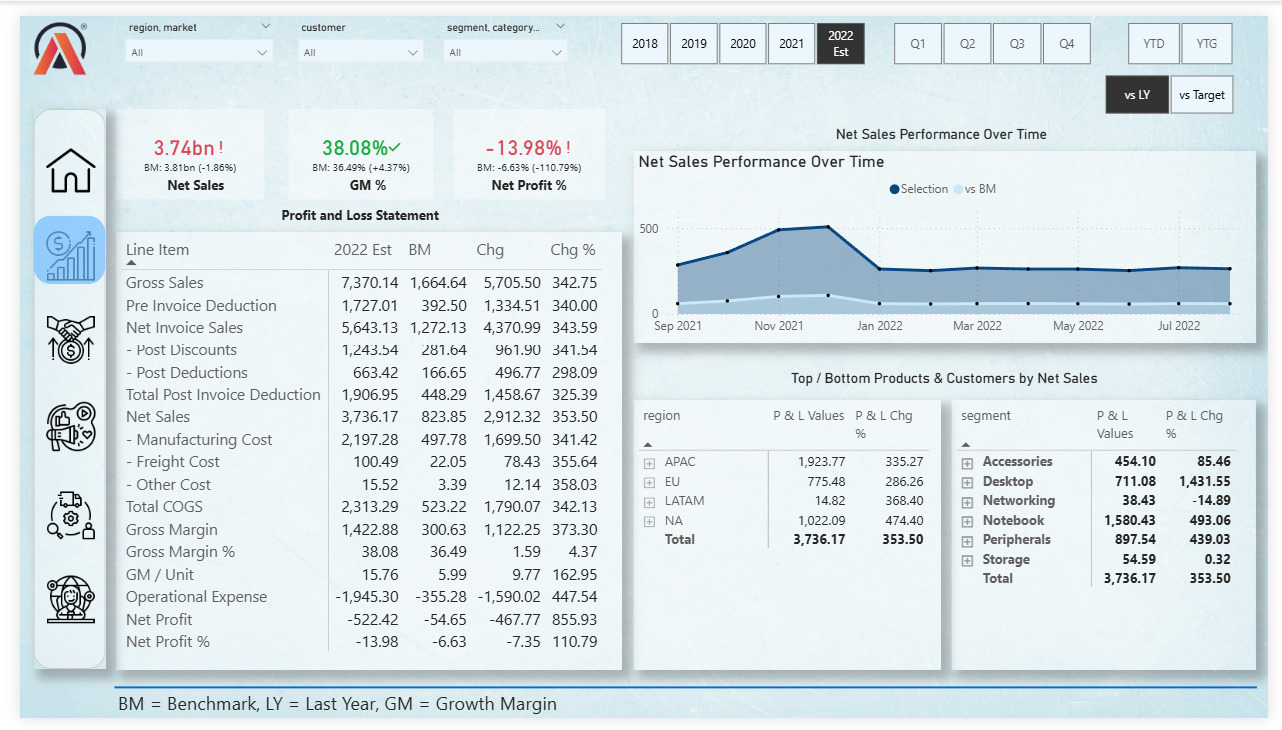 region, market
customer
segment, category...
All
All
All
2018 2019 2020 2021 2022 Est
Q1 Q2 Q3 Q4
YTD YTG
vs LY vs Target
3.74bn !
BM: 3.81bn (-1.86%)
Net Sales
38.08%✓
BM: 36.49% (+4.37%)
GM %
-13.98% !
BM: -6.63% (-110.79%)
Net Profit %
Profit and Loss Statement
Line Item 2022 Est BM Chg Chg %
Gross Sales 7,370.14 1,664.64 5,705.50 342.75
Pre Invoice Deduction 1,727.01 392.50 1,334.51 340.00
Net Invoice Sales 5,643.13 1,272.13 4,370.99 343.59
- Post Discounts 1,243.54 281.64 961.90 341.54
- Post Deductions 663.42 166.65 496.77 298.09
Total Post Invoice Deduction 1,906.95 448.29 1,458.67 325.39
Net Sales 3,736.17 823.85 2,912.32 353.50
- Manufacturing Cost 2,197.28 497.78 1,699.50 341.42
- Freight Cost 100.49 22.05 78.43 355.64
- Other Cost 15.52 3.39 12.14 358.03
Total COGS 2,313.29 523.22 1,790.07 342.13
Gross Margin 1,422.88 300.63 1,122.25 373.30
Gross Margin % 38.08 36.49 1.59 4.37
GM / Unit 15.76 5.99 9.77 162.95
Operational Expense -1,945.30 -355.28 -1,590.02 447.54
Net Profit -522.42 -54.65 -467.77 855.93
Net Profit % -13.98 -6.63 -7.35 110.79
Net Sales Performance Over Time
Net Sales Performance Over Time
Selection vs BM
500
0
Sep 2021 Nov 2021 Jan 2022 Mar 2022 May 2022 Jul 2022
Top / Bottom Products & Customers by Net Sales
region P & L Values P & L Chg
%
APAC 1,923.77 335.27
EU 775.48 286.26
LATAM 14.82 368.40
NA 1,022.09 474.40
Total 3,736.17 353.50
segment P & L P & L Chg
Values %
Accessories 454.10 85.46
Desktop 711.08 1,431.55
Networking 38.43 -14.89
Notebook 1,580.43 493.06
Peripherals 897.54 439.03
Storage 54.59 0.32
Total 3,736.17 353.50
BM = Benchmark, LY = Last Year, GM = Growth Margin